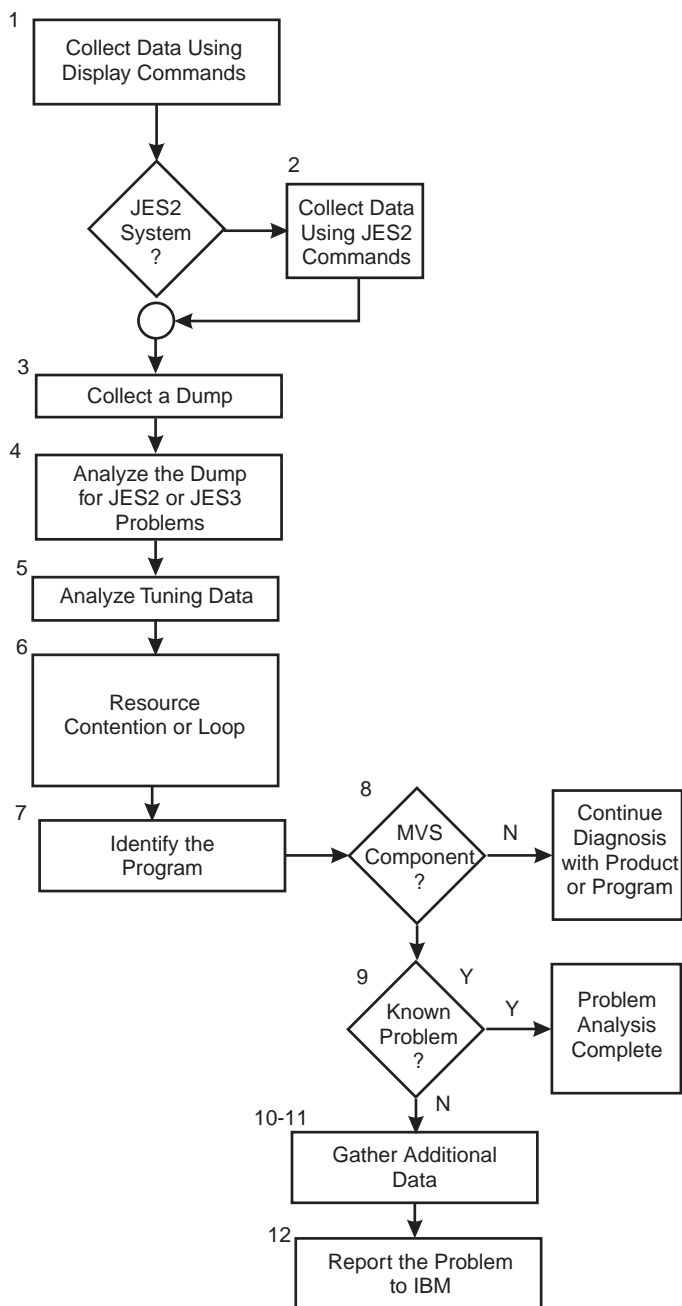 1
Collect Data Using
Display Commands
JES2
System
?
2
Collect Data
Using JES2
Commands
3
Collect a Dump
4
Analyze the Dump
for JES2 or JES3
Problems
5
Analyze Tuning Data
6
Resource
Contention or Loop
7
Identify the
Program
8
MVS
Component
?
N
Continue
Diagnosis
with Product
or Program
9
Y
Known
Problem
?
Y
Problem
Analysis
Complete
N
10-11
Gather Additional
Data
12
Report the Problem
to IBM